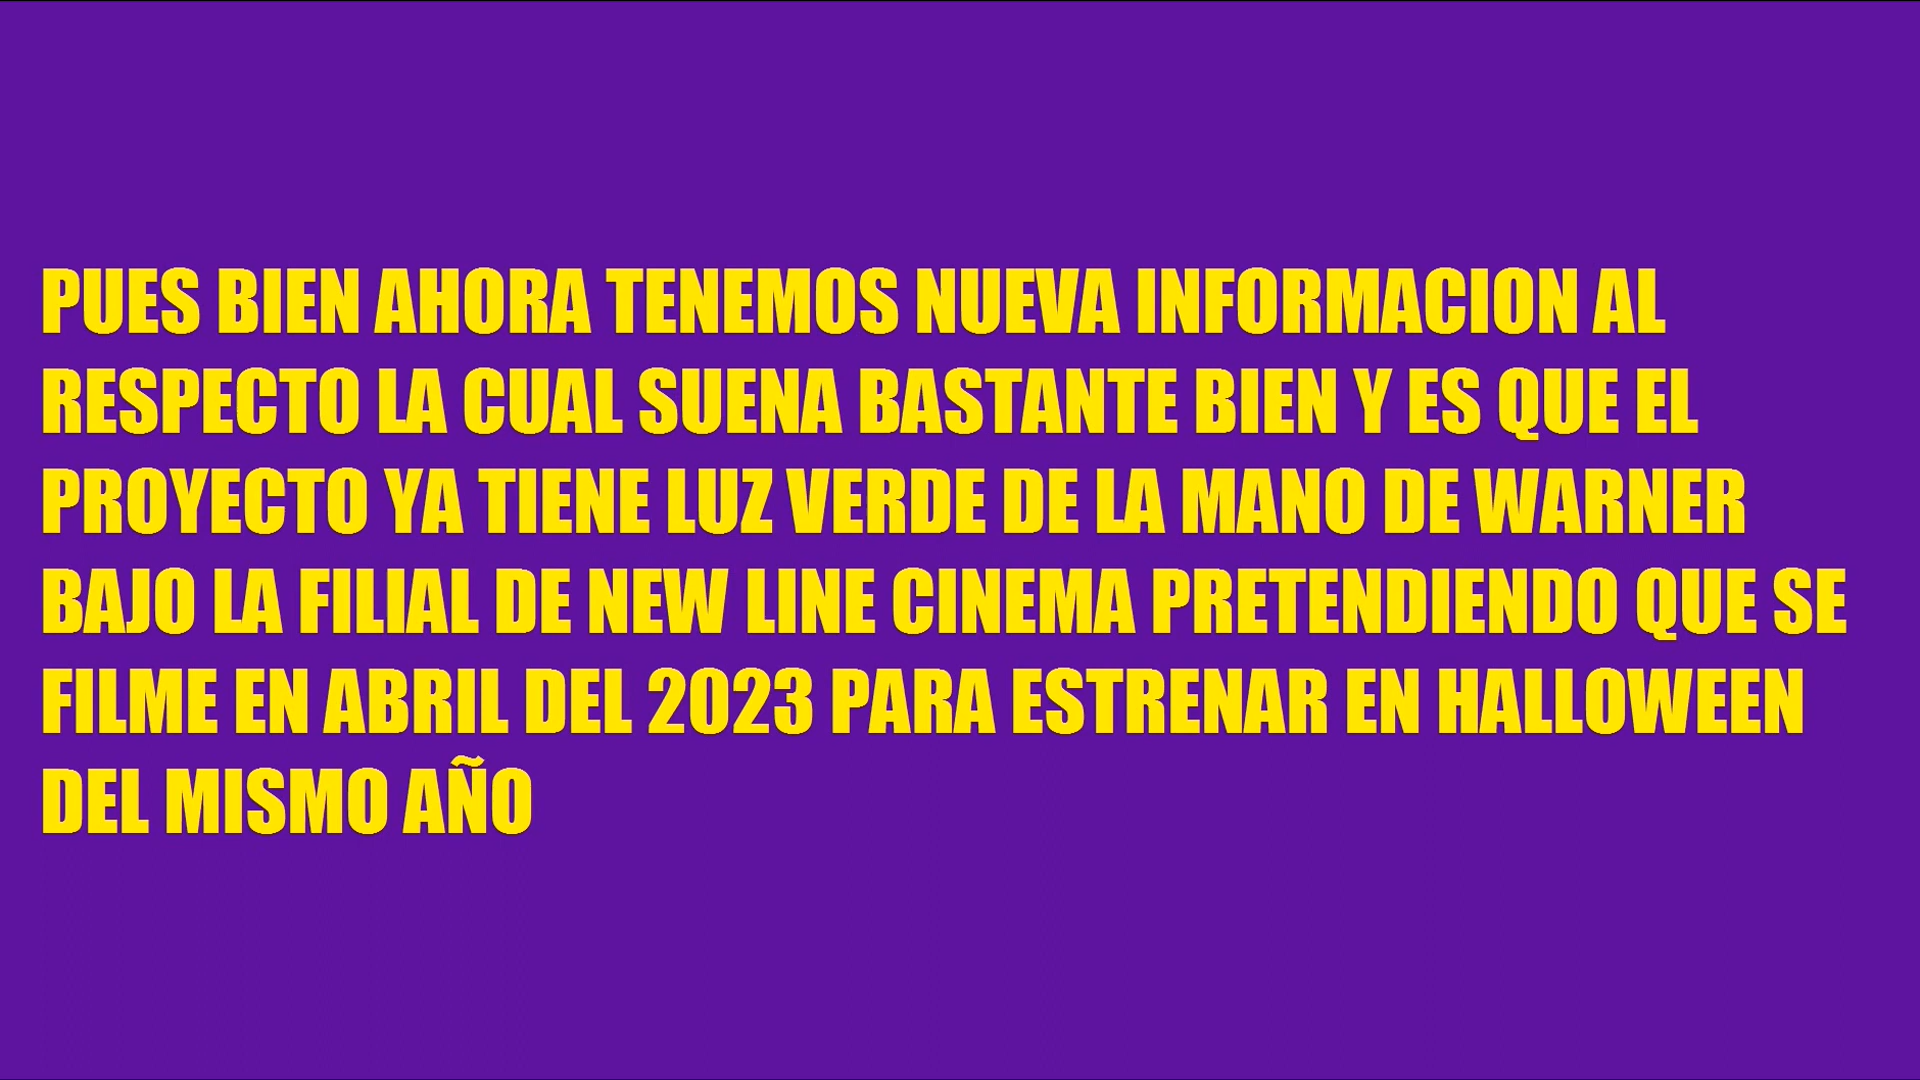 PUES BIEN AHORA TENEMOS NUEVA INFORMACION AL
RESPECTO LA CUAL SUENA BASTANTE BIEN Y ES QUE EL
PROYECTO YA TIENE LUZ VERDE DE LA MANO DE WARNER
BAJO LA FILIAL DE NEW LINE CINEMA PRETENDIENDO QUE SE
FILME EN ABRIL DEL 2023 PARA ESTRENAR EN HALLOWEEN
DEL MISMO AÑO